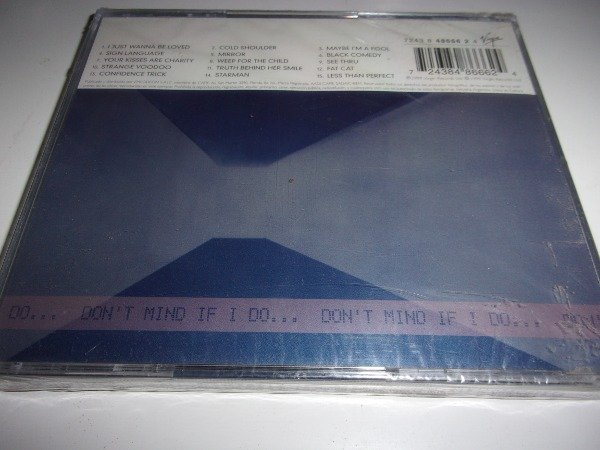 1. I JUST WANNA BE LOVED 2. COLD SHOULDER 3. MAYBE I'M A FOOL
4. SIGN LANGUAGE 5. MIRROR 6. BLACK COMEDY
7. YOUR KISSES ARE CHARITY 8. WEEP FOR THE CHILD 9. SEE THRU
10. STRANGE VOODOO 11. TRUTH BEHIND HER SMILE 12. FAT CAT
13. CONFIDENCE TRICK 14. STARMAN 15. LESS THAN PERFECT
Virgin
7 24384 86662 4
DO... DON'T MIND IF I DO... DON'T MIND IF I DO... DON'T